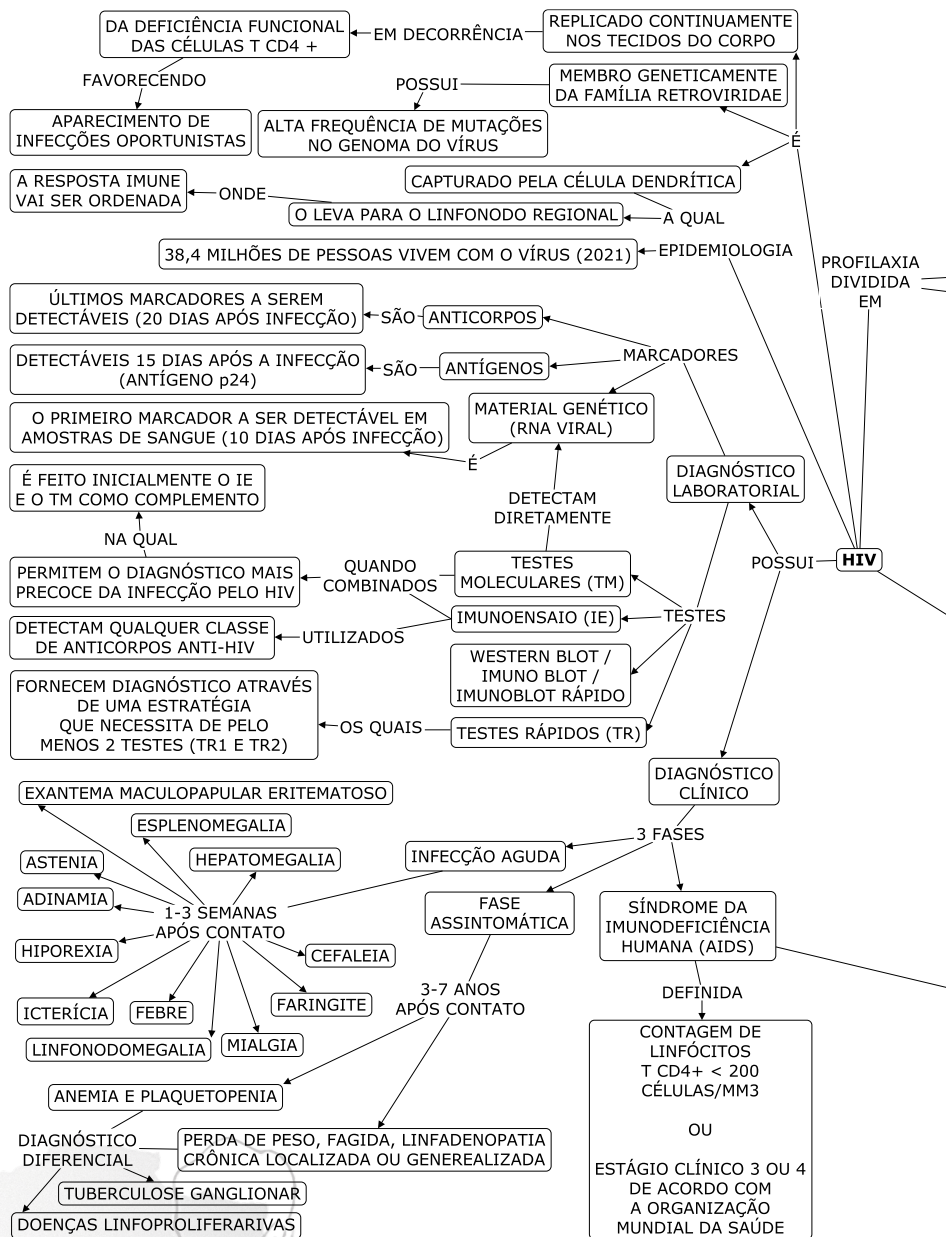 DA DEFICIÊNCIA FUNCIONAL
DAS CÉLULAS T CD4 +
EM DECORRÊNCIA
REPLICADO CONTINUAMENTE
NOS TECIDOS DO CORPO
FAVORECENDO
APARECIMENTO DE
INFECÇÕES OPORTUNISTAS
POSSUI
MEMBRO GENETICAMENTE
DA FAMÍLIA RETROVIRIDAE
ALTA FREQUÊNCIA DE MUTAÇÕES
NO GENOMA DO VÍRUS
É
CAPTURADO PELA CÉLULA DENDRÍTICA
A RESPOSTA IMUNE
VAI SER ORDENADA
ONDE
O LEVA PARA O LINFONODO REGIONAL
A QUAL
38,4 MILHÕES DE PESSOAS VIVEM COM O VÍRUS (2021)
EPIDEMIOLOGIA
PROFILAXIA
DIVIDIDA
EM
ÚLTIMOS MARCADORES A SEREM
DETECTÁVEIS (20 DIAS APÓS INFECÇÃO)
SÃO
ANTICORPOS
MARCADORES
DETECTÁVEIS 15 DIAS APÓS A INFECÇÃO
(ANTÍGENO p24)
SÃO
ANTÍGENOS
MATERIAL GENÉTICO
(RNA VIRAL)
O PRIMEIRO MARCADOR A SER DETECTÁVEL EM
AMOSTRAS DE SANGUE (10 DIAS APÓS INFECÇÃO)
É
DIAGNÓSTICO
LABORATORIAL
É FEITO INICIALMENTE O IE
E O TM COMO COMPLEMENTO
DETECTAM
DIRETAMENTE
NA QUAL
PERMITEM O DIAGNÓSTICO MAIS
PRECOCE DA INFECÇÃO PELO HIV
QUANDO
COMBINADOS
TESTES
MOLECULARES (TM)
POSSUI
HIV
DETECTAM QUALQUER CLASSE
DE ANTICORPOS ANTI-HIV
UTILIZADOS
IMUNOENSAIO (IE)
TESTES
WESTERN BLOT /
IMUNO BLOT /
IMUNOBLOT RÁPIDO
FORNECEM DIAGNÓSTICO ATRAVÉS
DE UMA ESTRATÉGIA
QUE NECESSITA DE PELO
MENOS 2 TESTES (TR1 E TR2)
OS QUAIS
TESTES RÁPIDOS (TR)
DIAGNÓSTICO
CLÍNICO
3 FASES
EXANTEMA MACULOPAPULAR ERITEMATOSO
ESPLENOMEGALIA
HEPATOMEGALIA
ASTENIA
ADINAMIA
1-3 SEMANAS
APÓS CONTATO
HIPOREXIA
CEFALEIA
ICTERÍCIA
FEBRE
FARINGITE
LINFONODOMEGALIA
MIALGIA
INFECÇÃO AGUDA
FASE
ASSINTOMÁTICA
SÍNDROME DA
IMUNODEFICIÊNCIA
HUMANA (AIDS)
3-7 ANOS
APÓS CONTATO
DEFINIDA
CONTAGEM DE
LINFÓCITOS
T CD4+ < 200
CÉLULAS/MM3
OU
ESTÁGIO CLÍNICO 3 OU 4
DE ACORDO COM
A ORGANIZAÇÃO
MUNDIAL DA SAÚDE
ANEMIA E PLAQUETOPENIA
DIAGNÓSTICO
DIFERENCIAL
PERDA DE PESO, FAGIDA, LINFADENOPATIA
CRÔNICA LOCALIZADA OU GENEREALIZADA
TUBERCULOSE GANGLIONAR
DOENÇAS LINFOPROLIFERARIVAS